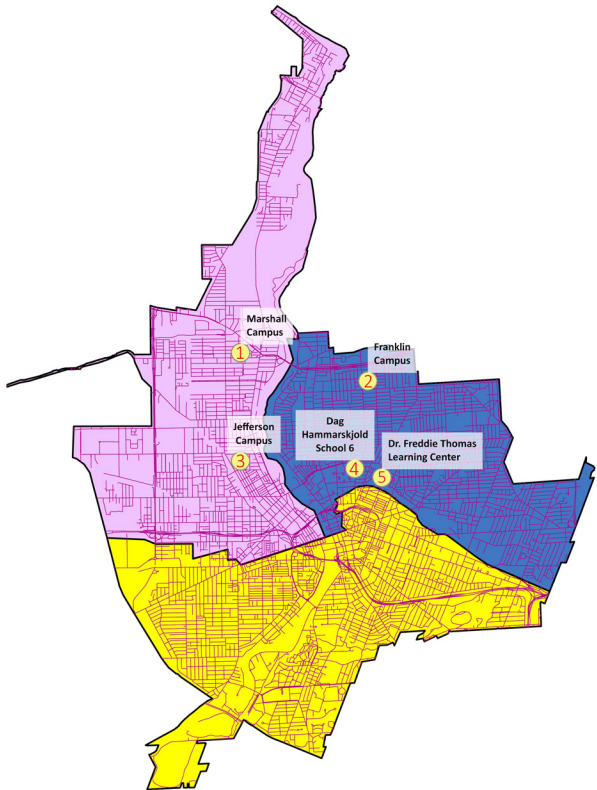 Marshall
Campus
1
Franklin
Campus
2
Jefferson
Campus
3
Dag
Hammarskjold
School 6
4
Dr. Freddie Thomas
Learning Center
5